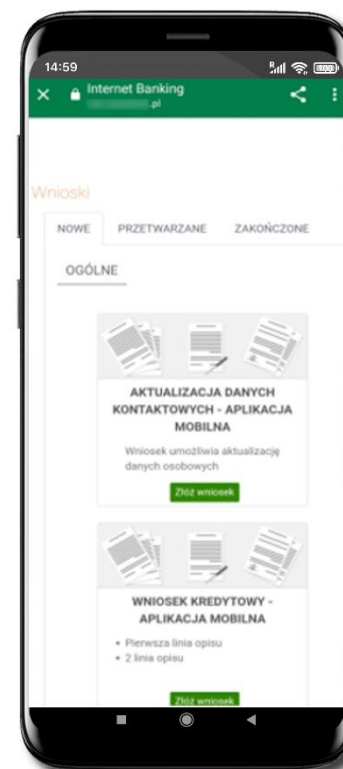 14:59
R
100
Internet Banking
.pl
Wnioski
NOWE PRZETWARZANE ZAKOŃCZONE
OGÓLNE
AKTUALIZACJA DANYCH
KONTAKTOWYCH - APLIKACJA
MOBILNA
Wniosek umożliwia aktualizację
danych osobowych
Złóż wniosek
WNIOSEK KREDYTOWY -
APLIKACJA MOBILNA
• Pierwsza linia opisu
• 2 linia opisu
Złóż wniosek